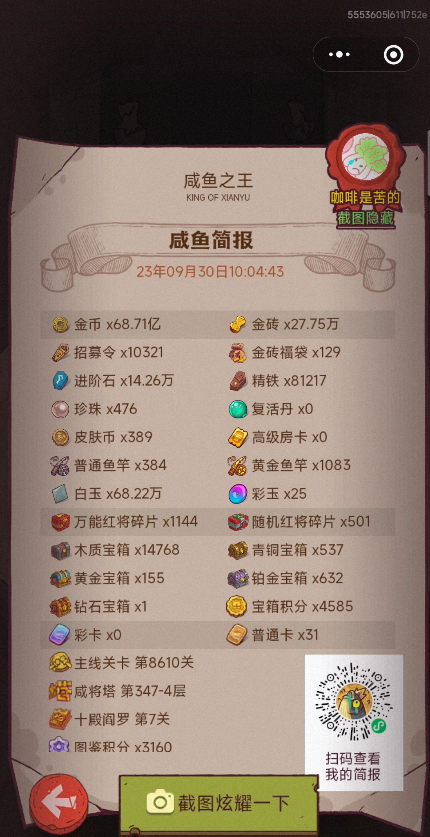 5553605|611|752e
咸鱼之王
KING OF XIANYU
咖啡是苦的
截图隐藏
咸鱼简报
23年09月30日10:04:43
金币 x68.71亿 金砖 x27.75万
招募令 x10321 金砖福袋 x129
进阶石 x14.26万 精铁 x81217
珍珠 x476 复活丹 x0
皮肤币 x389 高级房卡 x0
普通鱼竿 x384 黄金鱼竿 x1083
白玉 x68.22万 彩玉 x25
万能红将碎片 x1144 随机红将碎片 x501
木质宝箱 x14768 青铜宝箱 x537
黄金宝箱 x155 铂金宝箱 x632
钻石宝箱 x1 宝箱积分 x4585
彩卡 x0 普通卡 x31
主线关卡 第8610关
咸将塔 第347-4层
十殿阎罗 第7关
图鉴积分 x3160
扫码查看
我的简报
截图炫耀一下